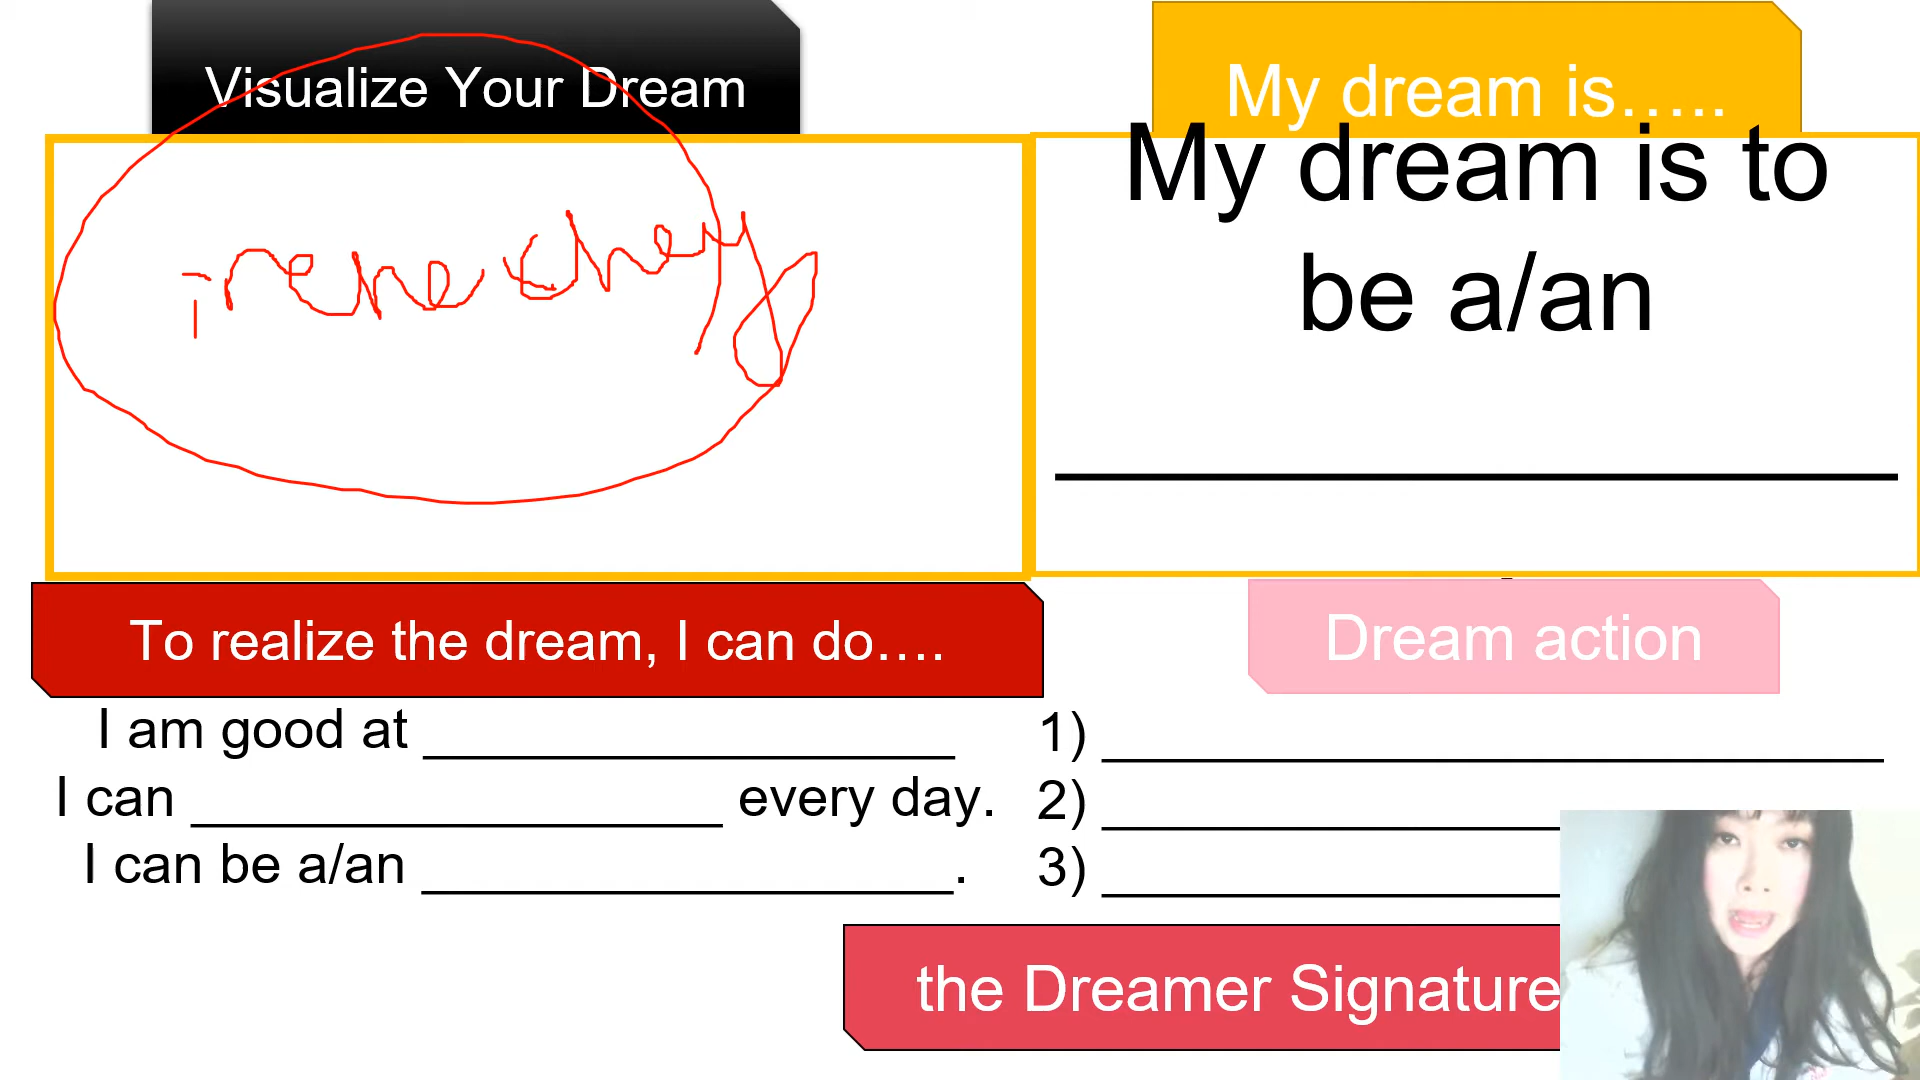 Visualize Your Dream
irene
My dream is…..
My dream is to
be a/an
To realize the dream, I can do….
I am good at
I can every day.
I can be a/an .
Dream action
1)
2)
3)
the Dreamer Signature